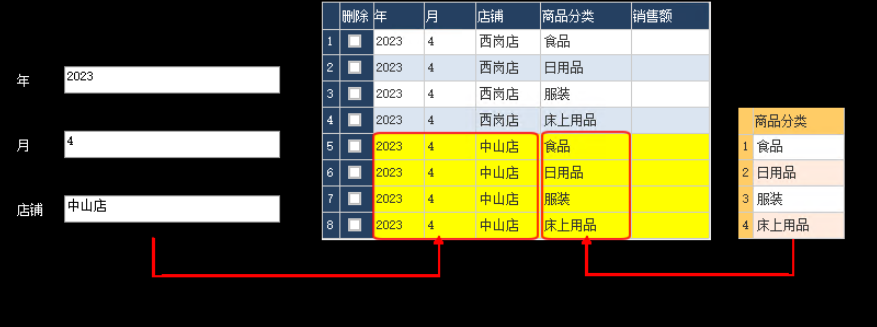 年 2023
月 4
店铺 中山店
删除 年 月 店铺 商品分类 销售额
1 2023 4 西岗店 食品
2 2023 4 西岗店 日用品
3 2023 4 西岗店 服装
4 2023 4 西岗店 床上用品
5 2023 4 中山店 食品
6 2023 4 中山店 日用品
7 2023 4 中山店 服装
8 2023 4 中山店 床上用品
商品分类
1 食品
2 日用品
3 服装
4 床上用品